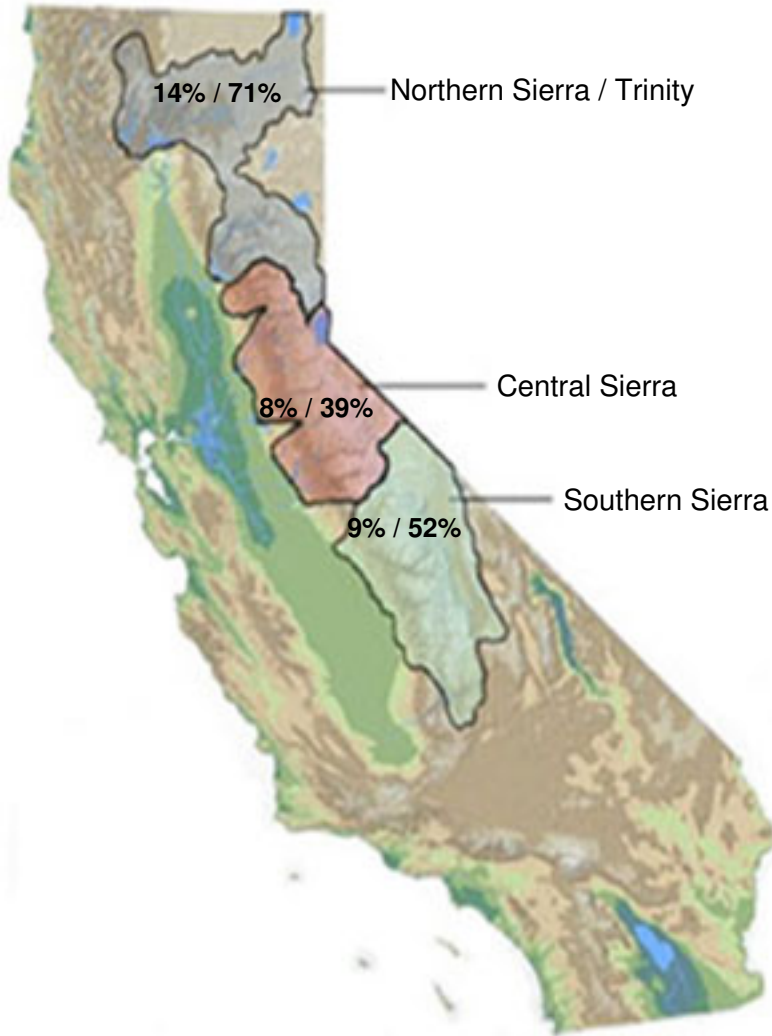 14% / 71%
Northern Sierra / Trinity
Central Sierra
8% / 39%
Southern Sierra
9% / 52%